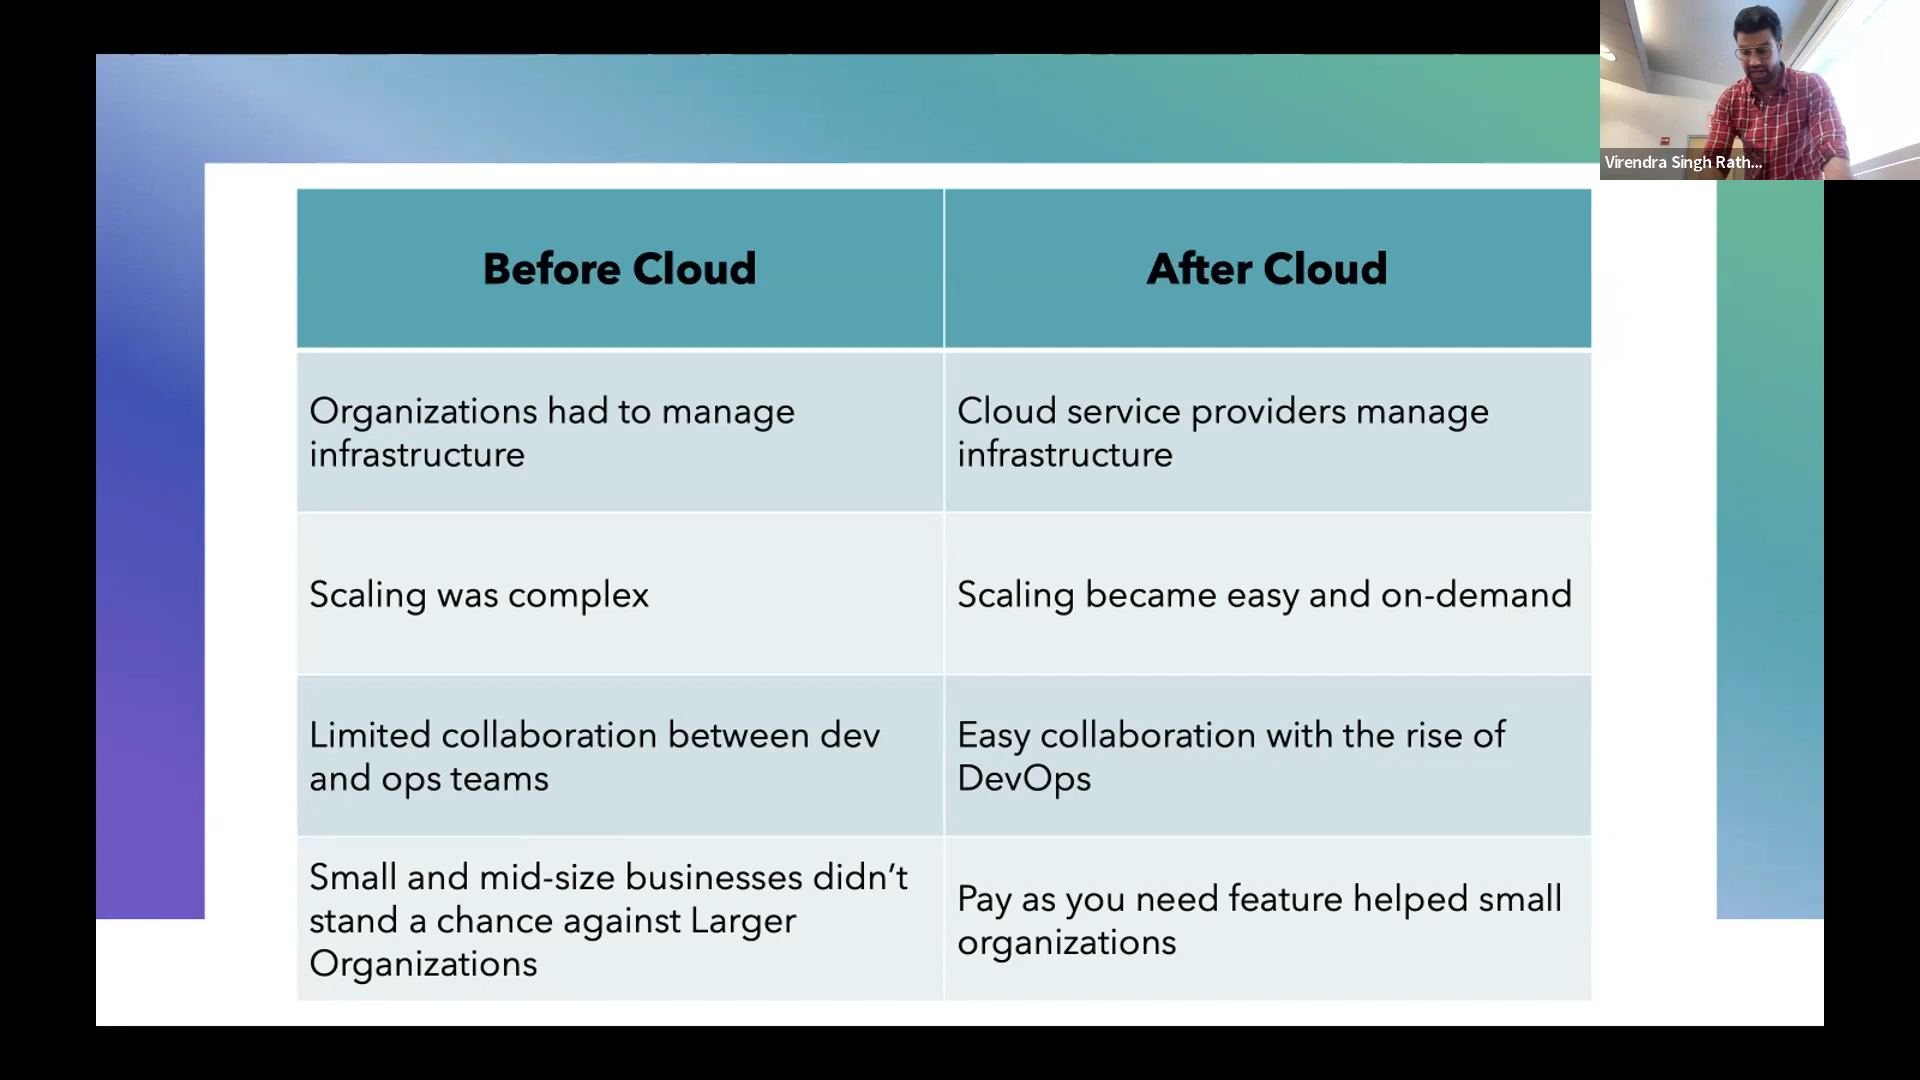 Virendra Singh Rath...
Before Cloud
After Cloud
Organizations had to manage
infrastructure
Cloud service providers manage
infrastructure
Scaling was complex
Scaling became easy and on-demand
Limited collaboration between dev
and ops teams
Easy collaboration with the rise of
DevOps
Small and mid-size businesses didn’t
stand a chance against Larger
Organizations
Pay as you need feature helped small
organizations